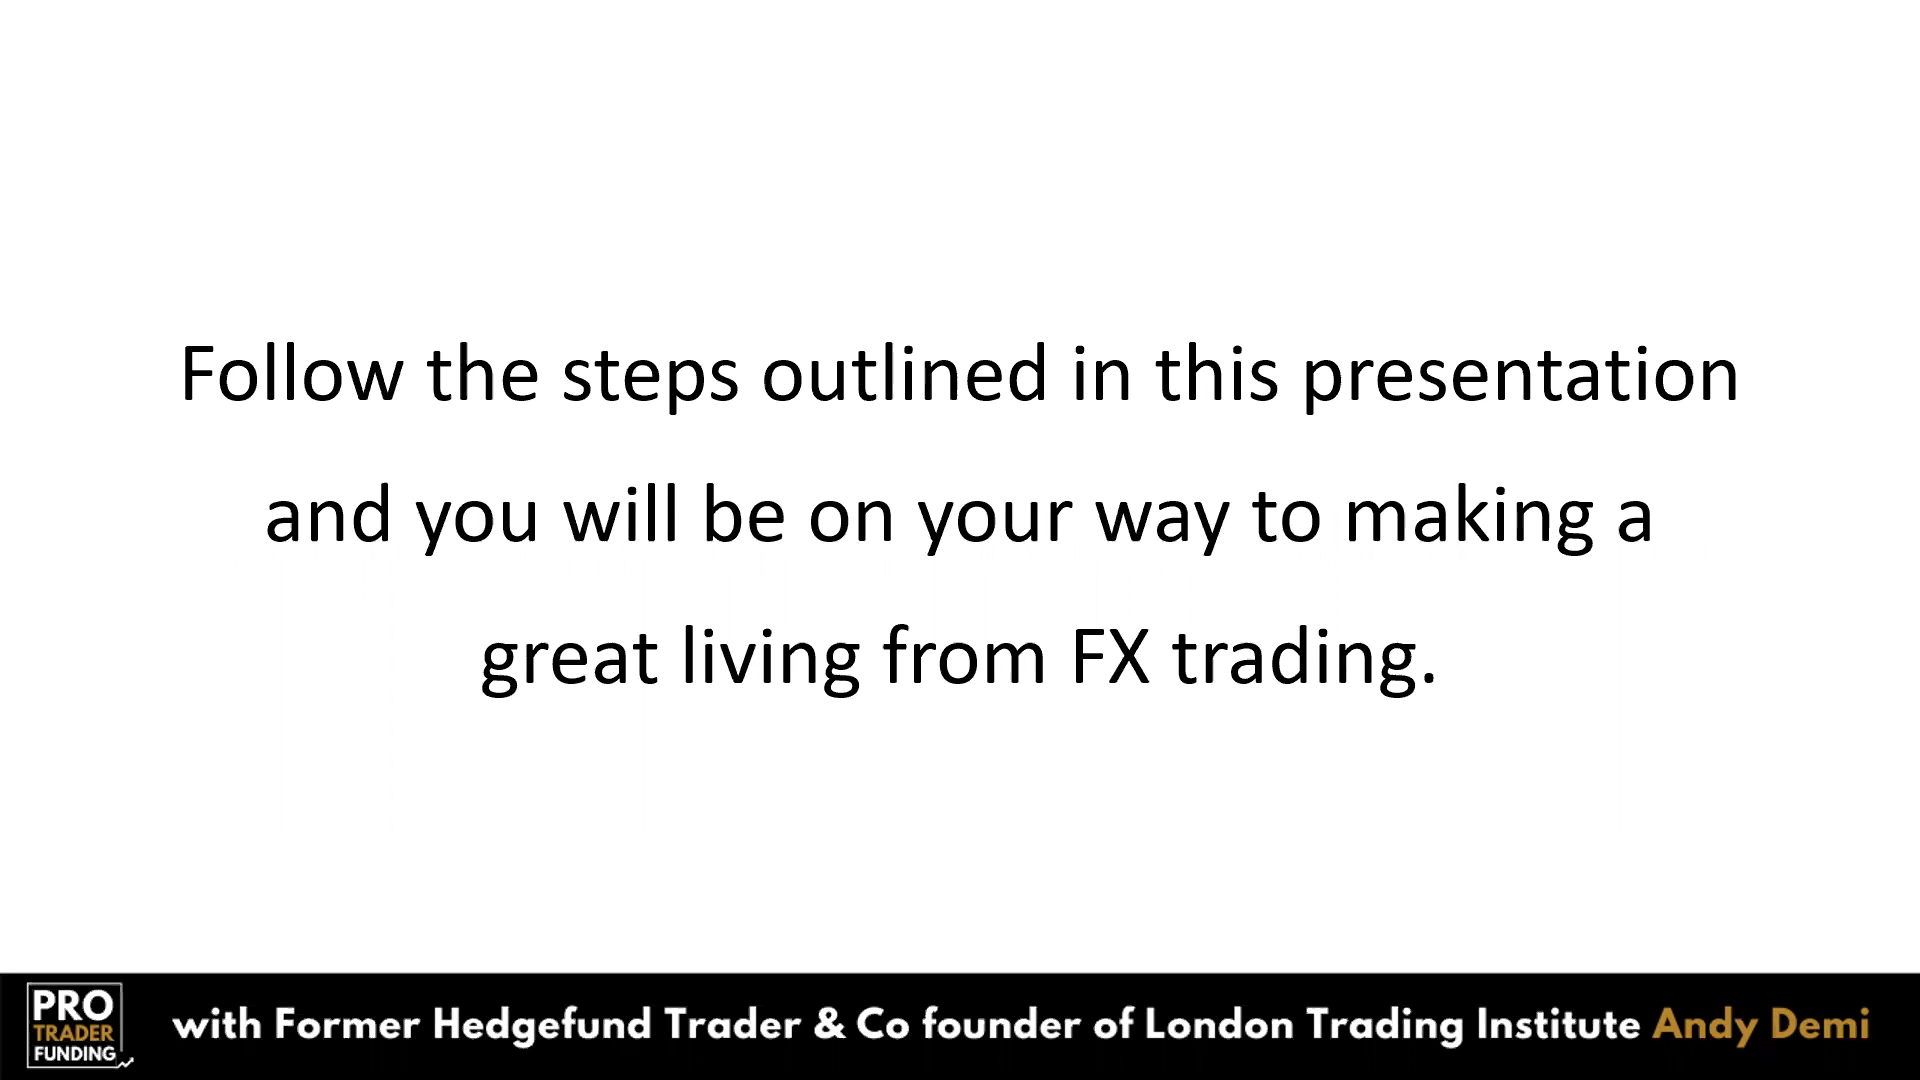 Follow the steps outlined in this presentation
and you will be on your way to making a
great living from FX trading.
PRO
TRADER
FUNDING
with Former Hedgefund Trader & Co founder of London Trading Institute Andy Demi